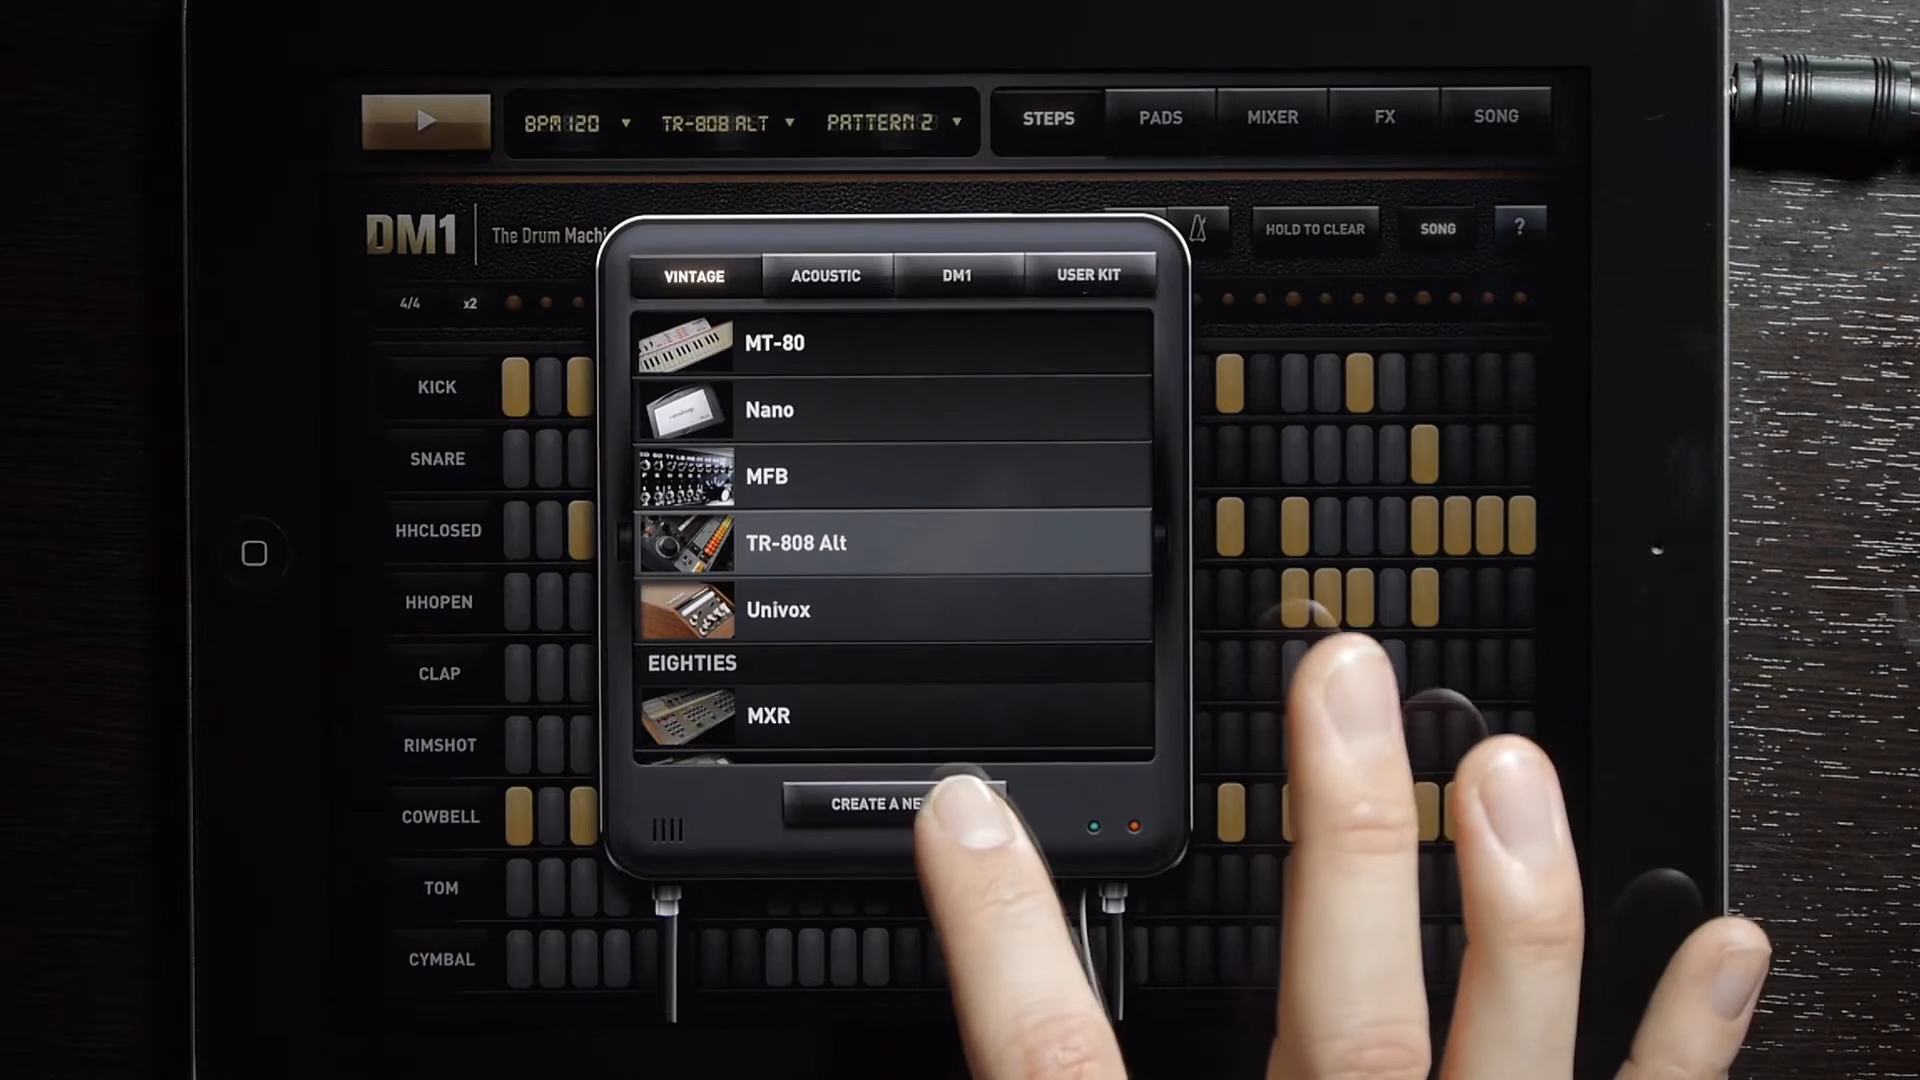 BPM 120 TR-808 ALT PATTERN 2
STEPS PADS MIXER FX SONG
DM1 The Drum
HOLD TO CLEAR SONG ?
4/4 x2
VINTAGE ACOUSTIC DM1 USER KIT
MT-80
Nano
MFB
TR-808 Alt
Univox
EIGHTIES
MXR
CREATE A
KICK
SNARE
HHCLOSED
HHOPEN
CLAP
RIMSHOT
COWBELL
TOM
CYMBAL